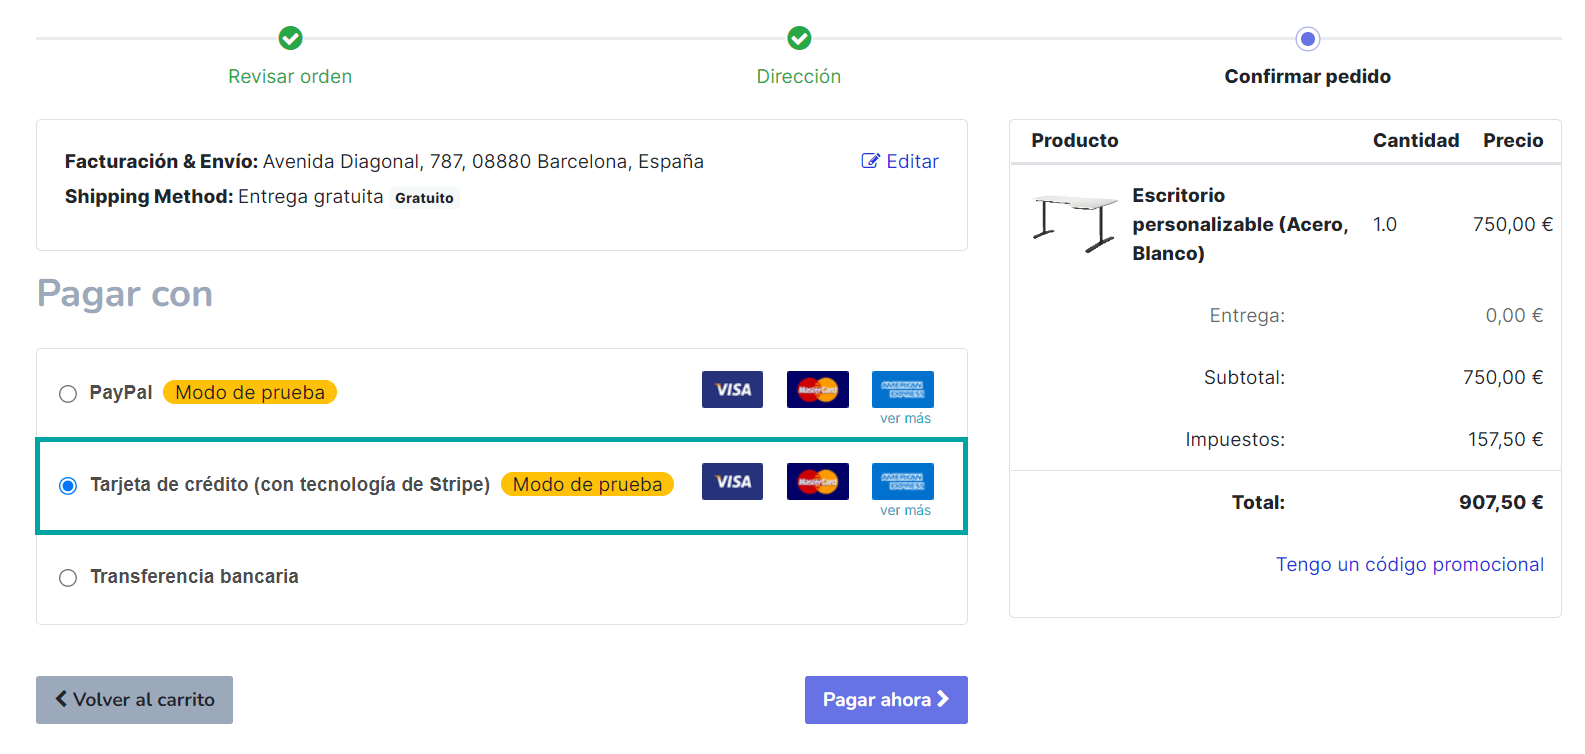 Revisar orden
Dirección
Confirmar pedido
Facturación & Envío: Avenida Diagonal, 787, 08880 Barcelona, España
Editar
Shipping Method: Entrega gratuita Gratuito
Pagar con
PayPal Modo de prueba
VISA MasterCard AMERICAN EXPRESS
ver más
Tarjeta de crédito (con tecnología de Stripe) Modo de prueba
VISA MasterCard AMERICAN EXPRESS
ver más
Transferencia bancaria
Volver al carrito
Pagar ahora
Producto Cantidad Precio
Escritorio
personalizable (Acero, 1.0 750,00 €
Blanco)
Entrega: 0,00 €
Subtotal: 750,00 €
Impuestos: 157,50 €
Total: 907,50 €
Tengo un código promocional